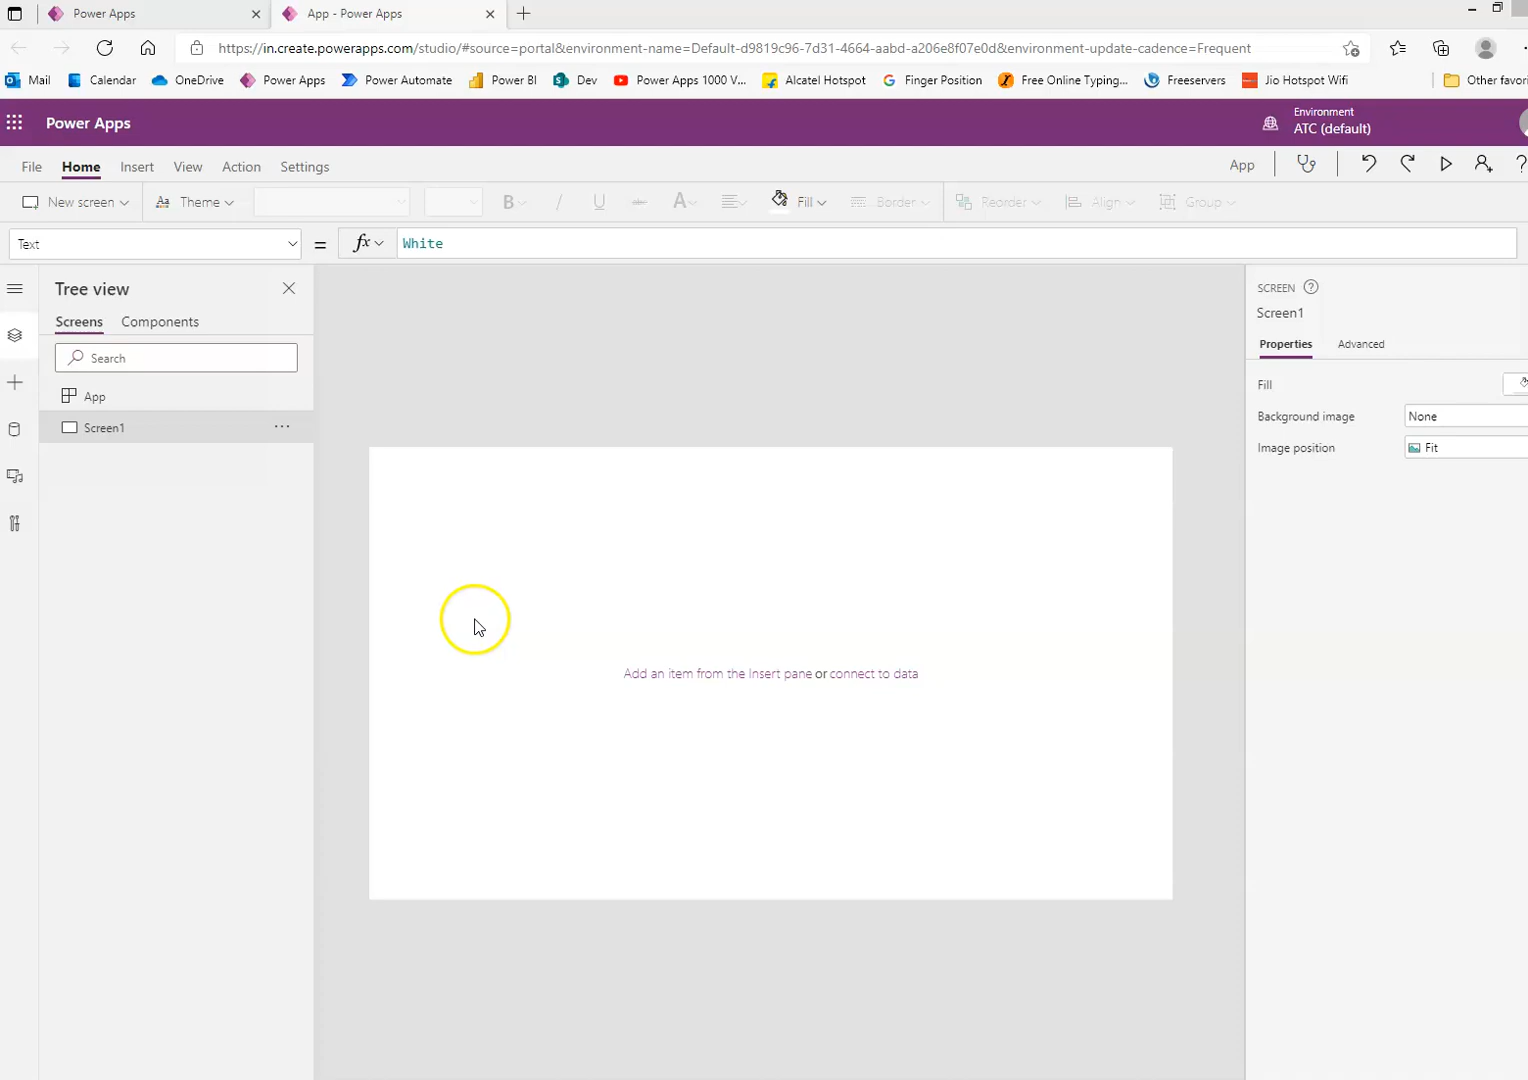 Power Apps
App - Power Apps
https://in.create.powerapps.com/studio/#source=portal&environment-name=Default-d9819c96-7d31-4664-aabd-a206e8f07e0d&environment-update-cadence=Frequent
Mail Calendar OneDrive Power Apps Power Automate Power BI Dev Power Apps 1000 V... Alcatel Hotspot Finger Position Free Online Typing... Freeservers Jio Hotspot Wifi Other favori
Power Apps
Environment
ATC (default)
File Home Insert View Action Settings App
New screen Theme B / U abc A Fill Border Reorder Align Group
Text = fx White
Tree view
Screens Components
Search
App
Screen1
Add an item from the Insert pane or connect to data
SCREEN
Screen1
Properties Advanced
Fill
Background image None
Image position Fit